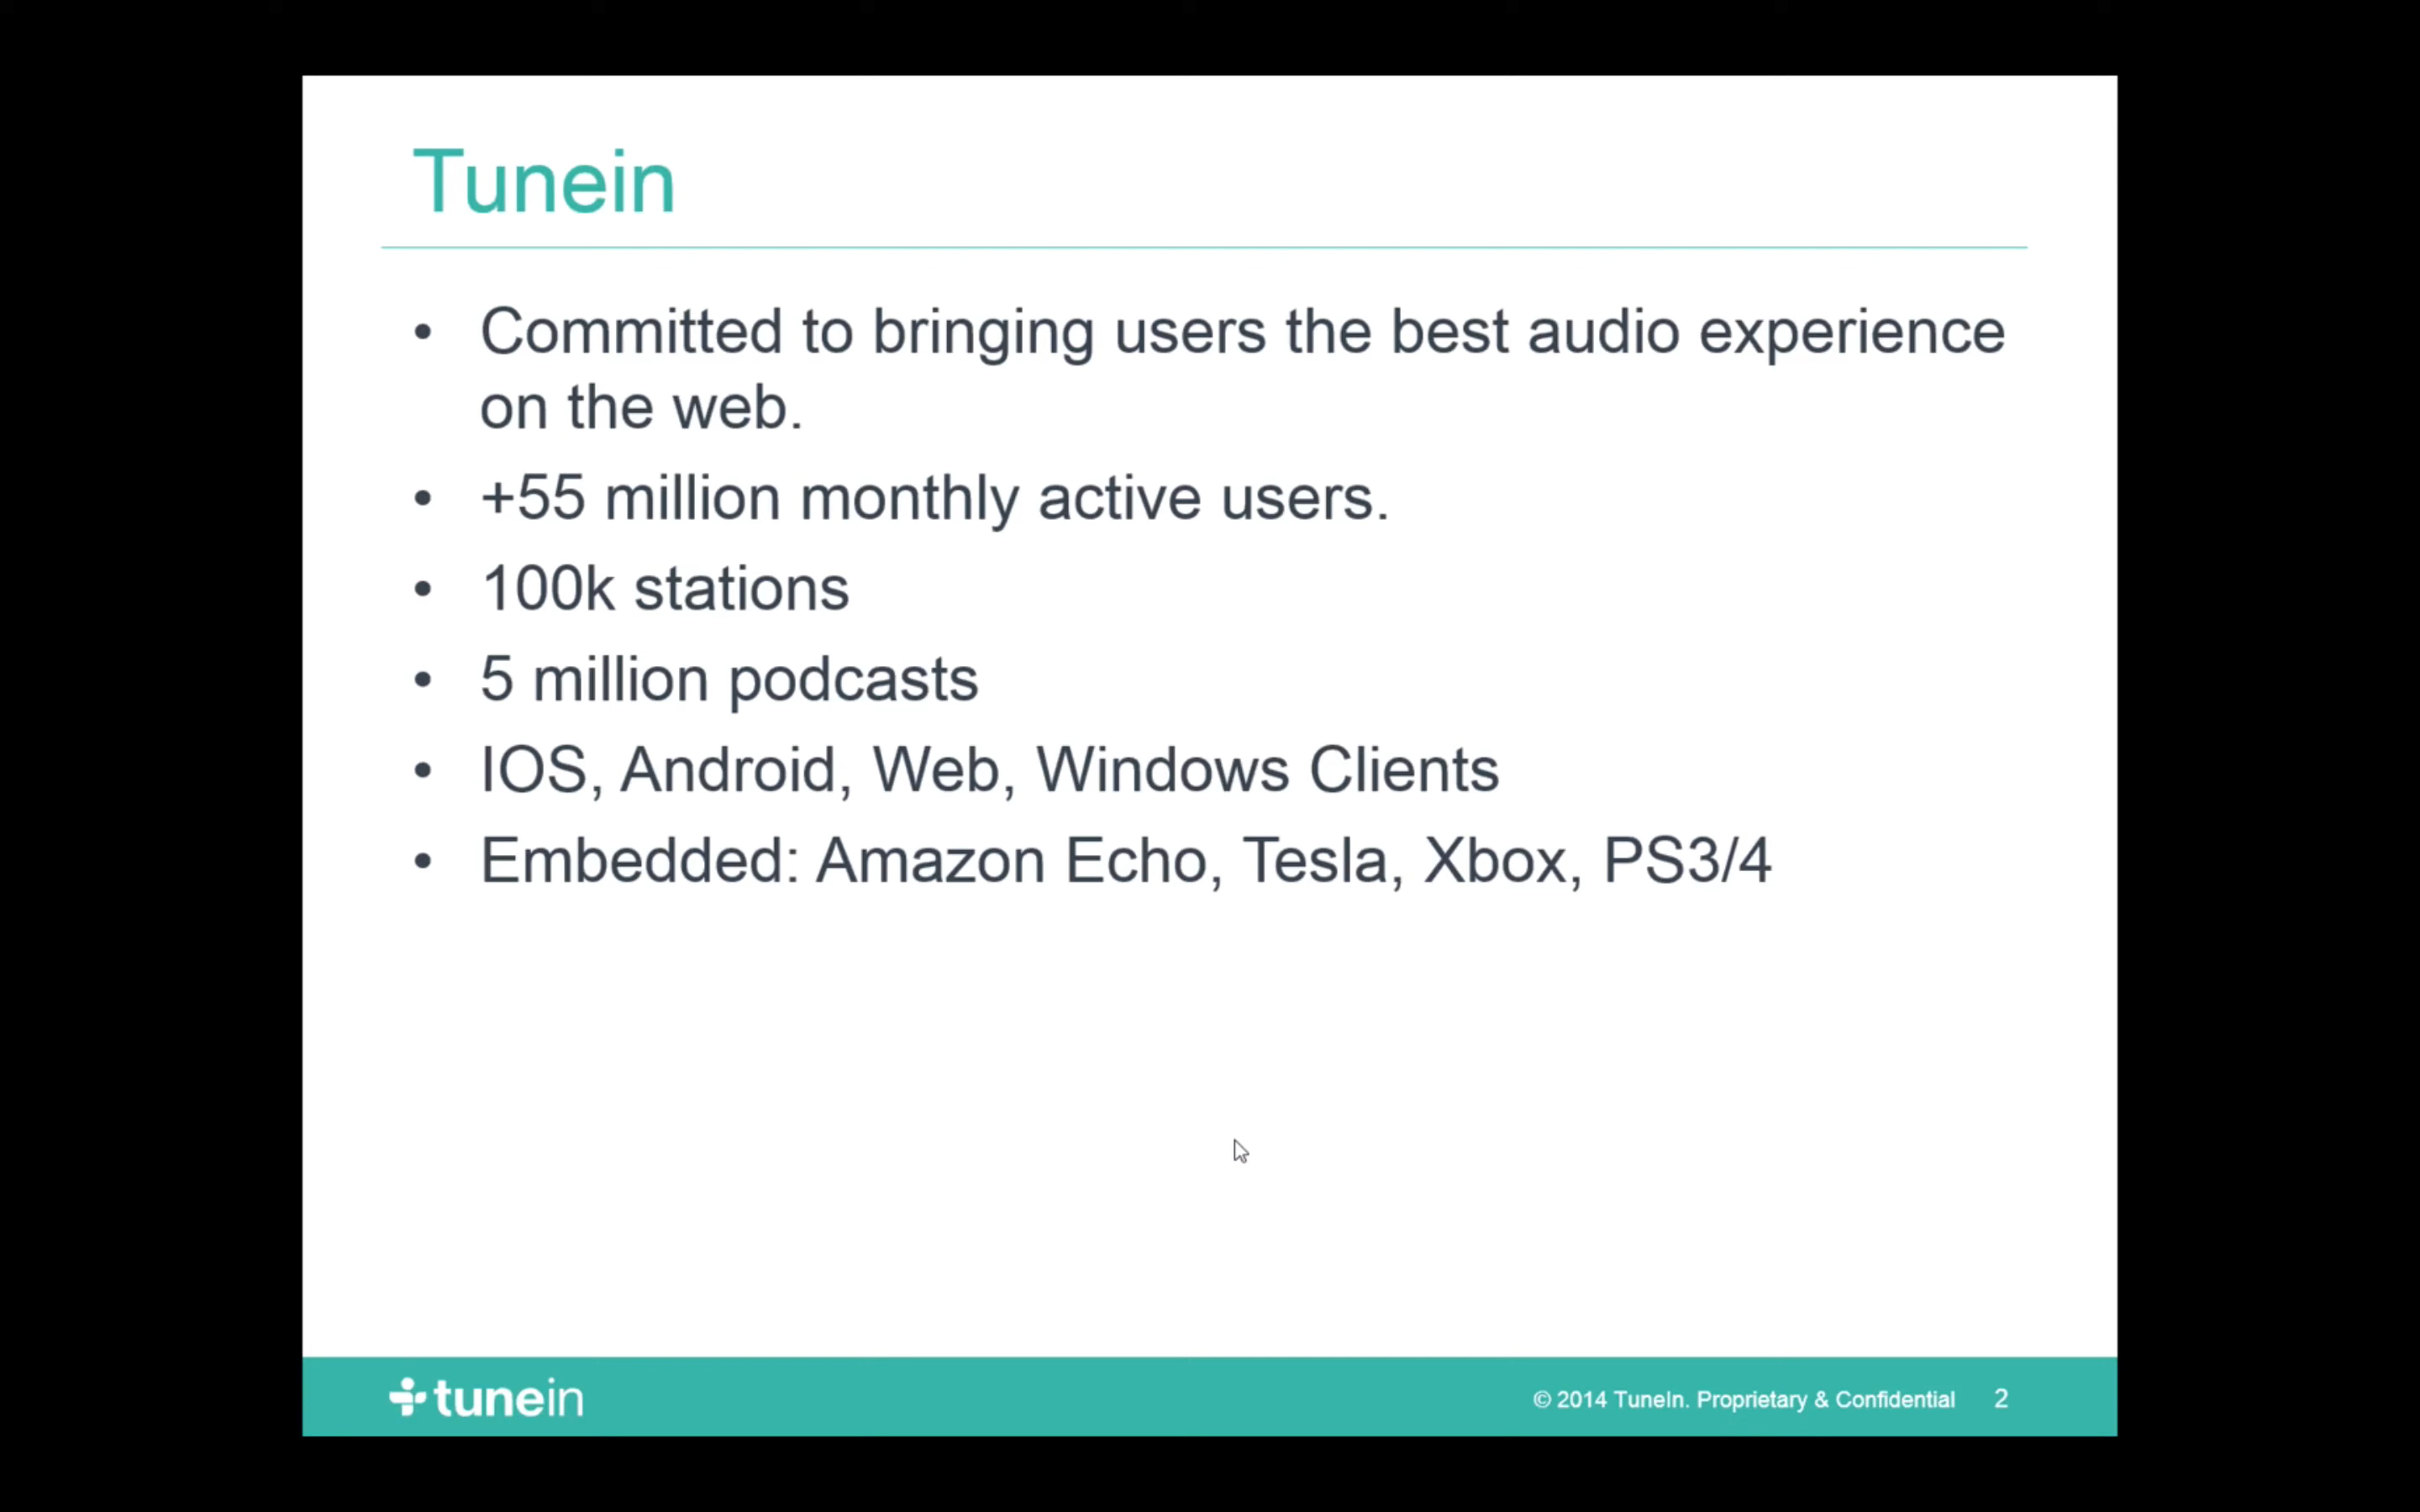 Tunein
• Committed to bringing users the best audio experience
on the web.
• +55 million monthly active users.
• 100k stations
• 5 million podcasts
• IOS, Android, Web, Windows Clients
• Embedded: Amazon Echo, Tesla, Xbox, PS3/4
tunein
© 2014 TuneIn. Proprietary & Confidential 2